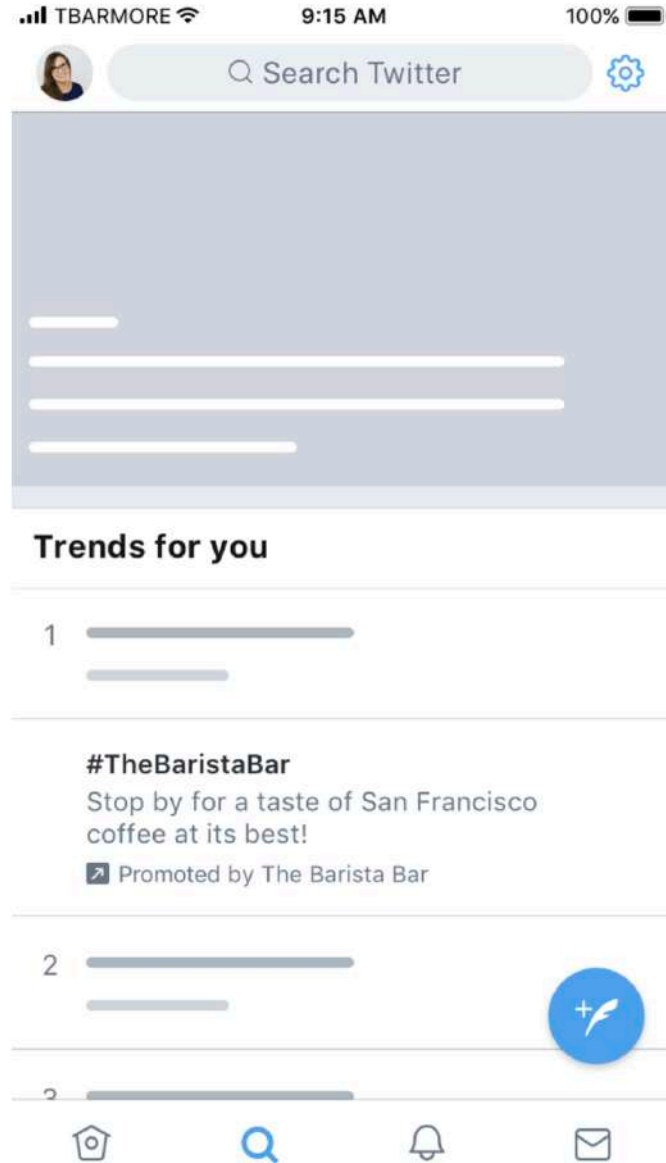 TBARMORE 9:15 AM 100%
Search Twitter
Trends for you
1
#TheBaristaBar
Stop by for a taste of San Francisco
coffee at its best!
Promoted by The Barista Bar
2
3